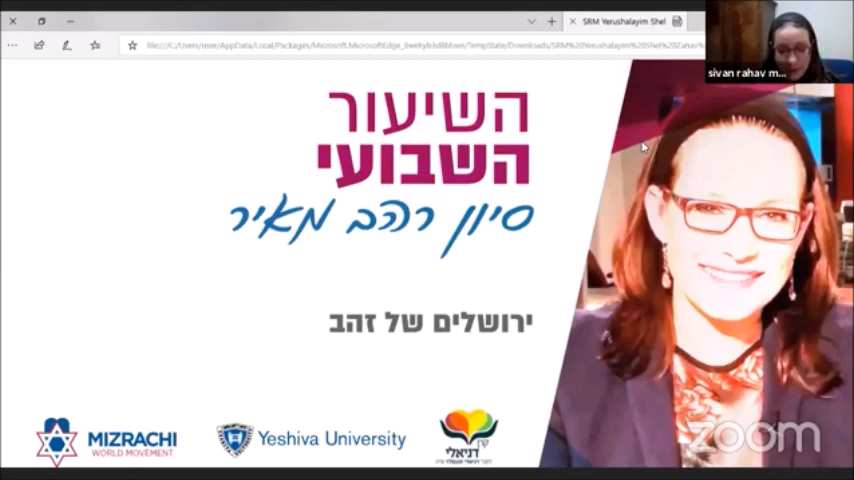 SRM Yerushalayim Shel
sivan rahav m...
השיעור
השבועי
סיון רהב מאיר
ירושלים של זהב
MIZRACHI
WORLD MOVEMENT
Yeshiva University
קרן
דניאלי
zoom